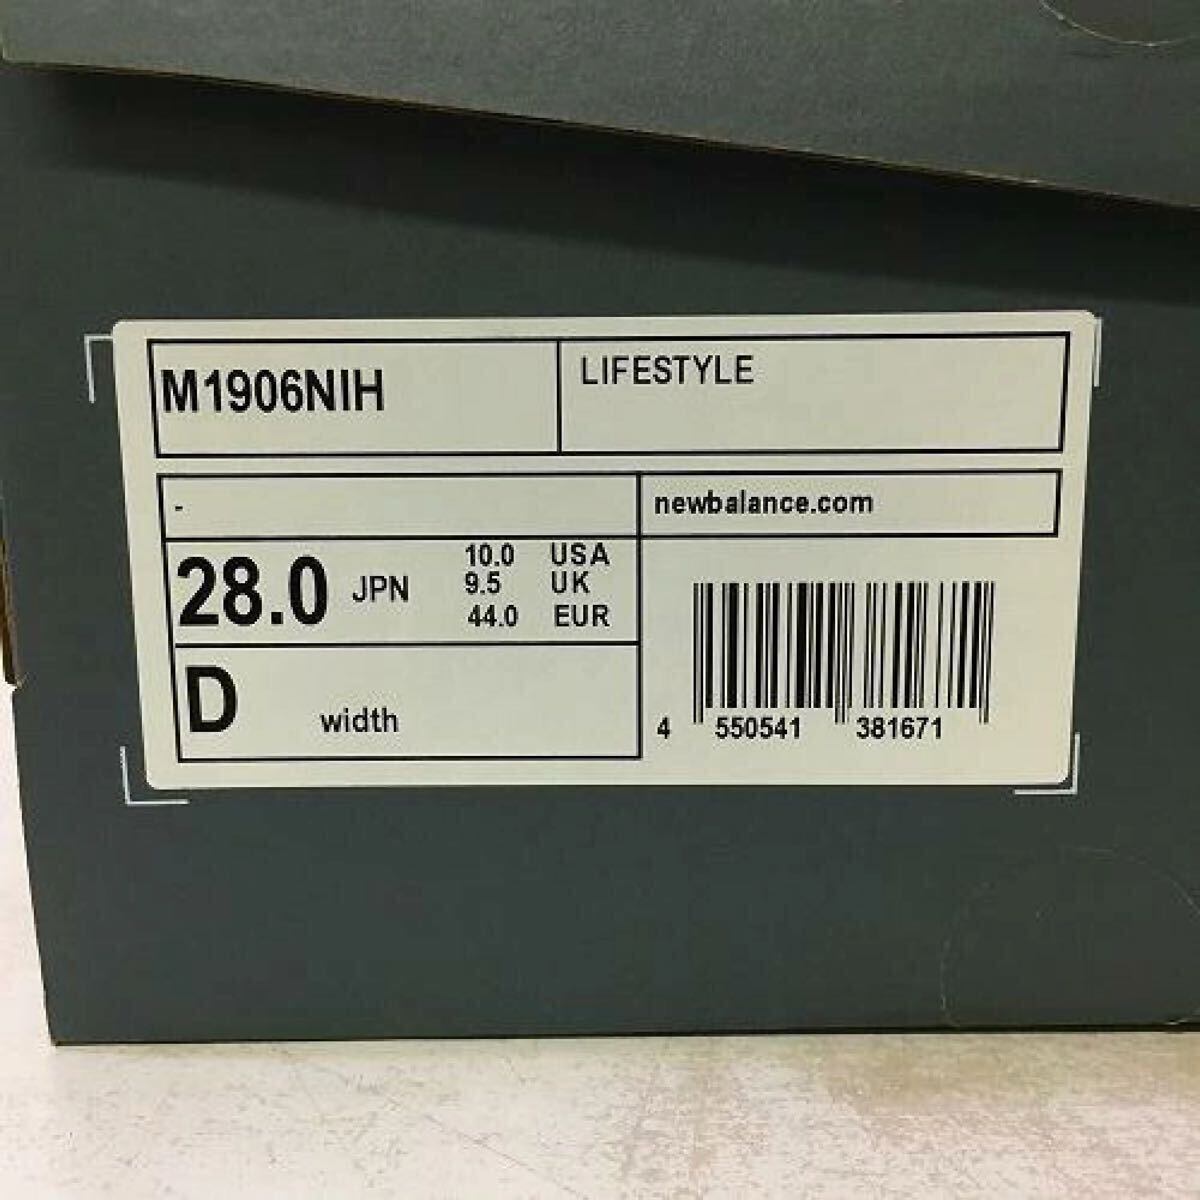 M1906NIH
LIFESTYLE
-
newbalance.com
28.0 JPN
10.0 USA
9.5 UK
44.0 EUR
D width
4 550541 381671